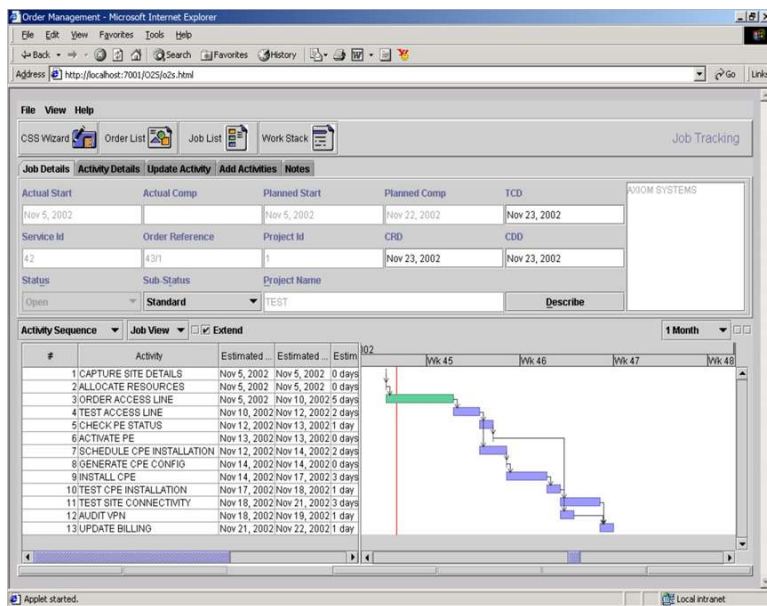 Order Management - Microsoft Internet Explorer
File Edit View Favorites Tools Help
Back Search Favorites History
Address http://localhost:7001/O2S/o2s.html Go Links
File View Help
CSS Wizard Order List Job List Work Stack Job Tracking
Job Details Activity Details Update Activity Add Activities Notes
Actual Start Actual Comp Planned Start Planned Comp TCD AXIOM SYSTEMS
Nov 5, 2002 Nov 5, 2002 Nov 22, 2002 Nov 23, 2002
Service Id Order Reference Project Id CRD CDD
42 43/1 1 Nov 23, 2002 Nov 23, 2002
Status Sub-Status Project Name
Open Standard TEST Describe
Activity Sequence Job View Extend 1 Month
# Activity Estimated ... Estimated ... Estim 02
Wk 45 Wk 46 Wk 47 Wk 48
1 CAPTURE SITE DETAILS Nov 5, 2002 Nov 5, 2002 0 days
2 ALLOCATE RESOURCES Nov 5, 2002 Nov 5, 2002 0 days
3 ORDER ACCESS LINE Nov 5, 2002 Nov 10, 2002 5 days
4 TEST ACCESS LINE Nov 10, 2002 Nov 12, 2002 2 days
5 CHECK PE STATUS Nov 12, 2002 Nov 13, 2002 1 day
6 ACTIVATE PE Nov 13, 2002 Nov 13, 2002 0 days
7 SCHEDULE CPE INSTALLATION Nov 12, 2002 Nov 14, 2002 2 days
8 GENERATE CPE CONFIG Nov 14, 2002 Nov 14, 2002 0 days
9 INSTALL CPE Nov 14, 2002 Nov 17, 2002 3 days
10 TEST CPE INSTALLATION Nov 17, 2002 Nov 18, 2002 1 day
11 TEST SITE CONNECTIVITY Nov 18, 2002 Nov 21, 2002 3 days
12 AUDIT VPN Nov 18, 2002 Nov 19, 2002 1 day
13 UPDATE BILLING Nov 21, 2002 Nov 22, 2002 1 day
Applet started. Local intranet